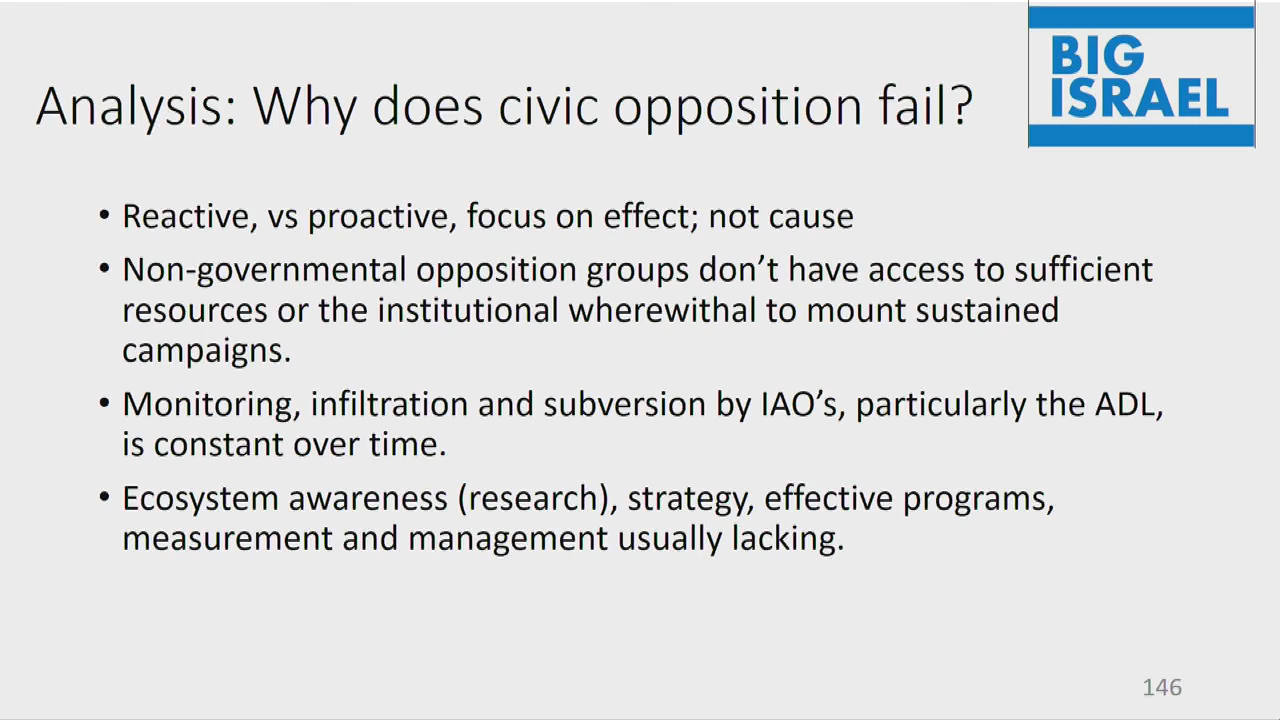 BIG
ISRAEL
Analysis: Why does civic opposition fail?
• Reactive, vs proactive, focus on effect; not cause
• Non-governmental opposition groups don’t have access to sufficient
resources or the institutional wherewithal to mount sustained
campaigns.
• Monitoring, infiltration and subversion by IAO’s, particularly the ADL,
is constant over time.
• Ecosystem awareness (research), strategy, effective programs,
measurement and management usually lacking.
146